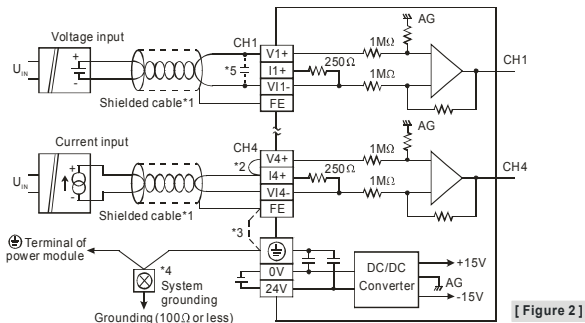 Voltage input
UIN
+
-
Shielded cable*1
CH1
*5
V1+
I1+
VI1-
FE
250Ω
1MΩ
1MΩ
AG
CH1
Current input
UIN
+
-
Shielded cable*1
CH4
*2
V4+
I4+
VI4-
FE
250Ω
1MΩ
1MΩ
AG
CH4
*3
Terminal of
power module
*4
System
grounding
Grounding (100Ω or less)
0V
24V
DC/DC
Converter
+15V
AG
-15V
[ Figure 2 ]